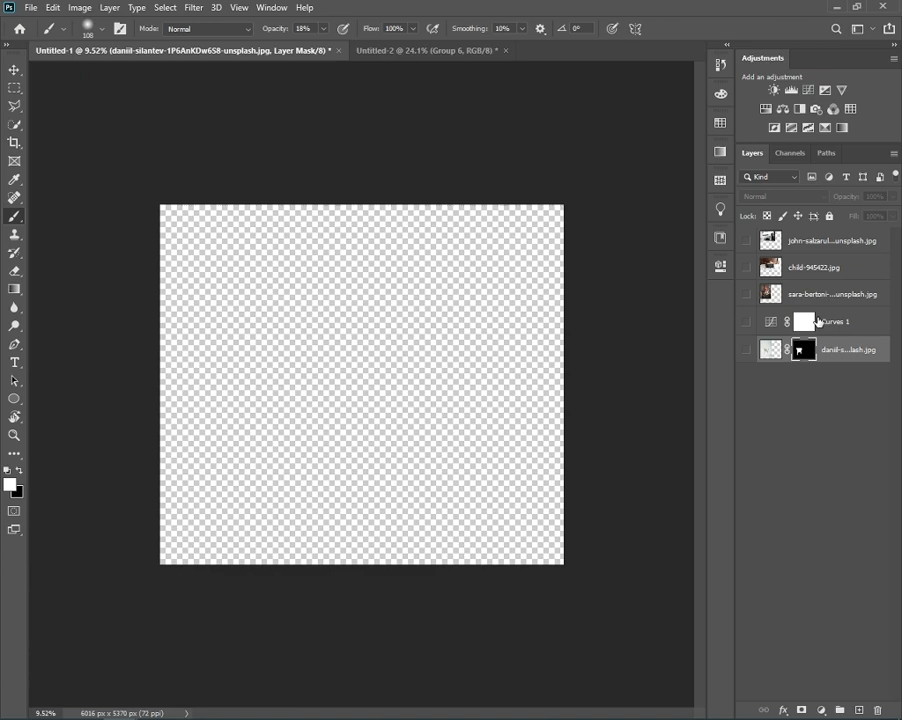 Ps File Edit Image Layer Type Select Filter 3D View Window Help
108 Mode: Normal Opacity: 18% Flow: 100% Smoothing: 10% 0°
Untitled-1 @ 9.52% (daniil-silantev-1P6AnKDw6S8-unsplash.jpg, Layer Mask/8) * × Untitled-2 @ 24.1% (Group 6, RGB/8) * ×
Adjustments
Add an adjustment
Layers Channels Paths
Kind
Normal Opacity: 100%
Lock: Fill: 100%
john-salzarul...unsplash.jpg
child-945422.jpg
sara-bertoni-...unsplash.jpg
Curves 1
daniil-s...lash.jpg
9.52% 6016 px x 5370 px (72 ppi)